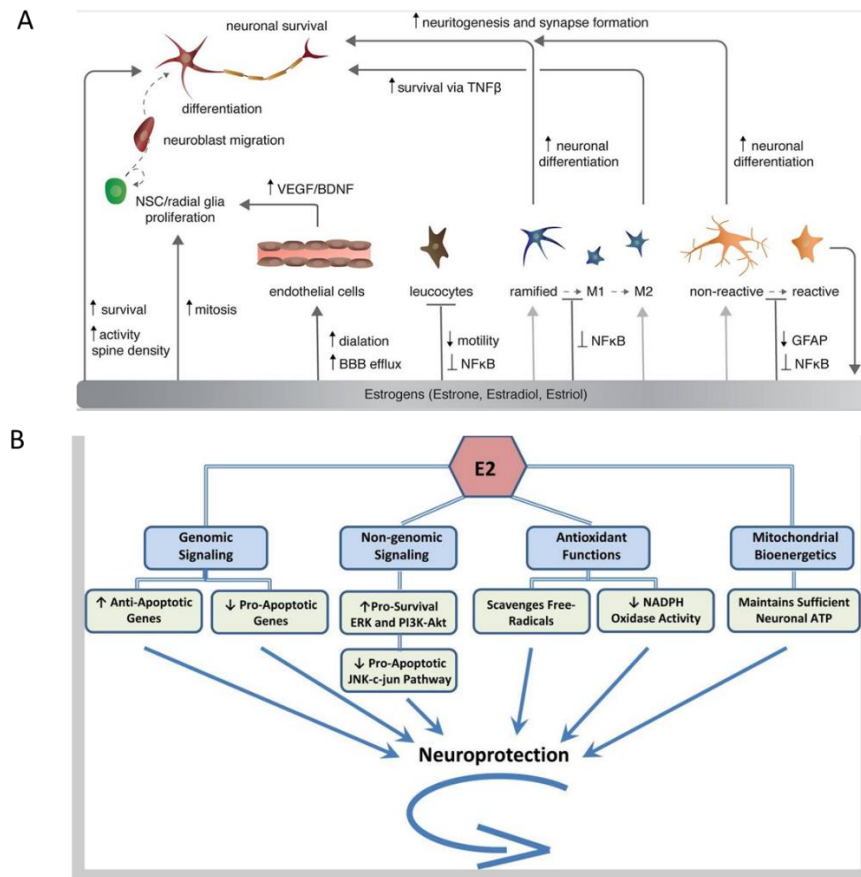 A
neuronal survival
↑ neuritogenesis and synapse formation
↑ survival via TNFβ
differentiation
neuroblast migration
↑ neuronal
differentiation
↑ neuronal
differentiation
NSC/radial glia
proliferation
↑ VEGF/BDNF
endothelial cells
leucocytes
ramified
M1
M2
non-reactive
reactive
↑ survival
↑ activity
spine density
↑ mitosis
↑ dialation
↑ BBB efflux
↓ motility
⊥ NFκB
⊥ NFκB
↓ GFAP
⊥ NFκB
Estrogens (Estrone, Estradiol, Estriol)
B
E2
Genomic
Signaling
Non-genomic
Signaling
Antioxidant
Functions
Mitochondrial
Bioenergetics
↑ Anti-Apoptotic
Genes
↓ Pro-Apoptotic
Genes
↑Pro-Survival
ERK and PI3K-Akt
Scavenges Free-
Radicals
↓ NADPH
Oxidase Activity
Maintains Sufficient
Neuronal ATP
↓ Pro-Apoptotic
JNK-c-jun Pathway
Neuroprotection